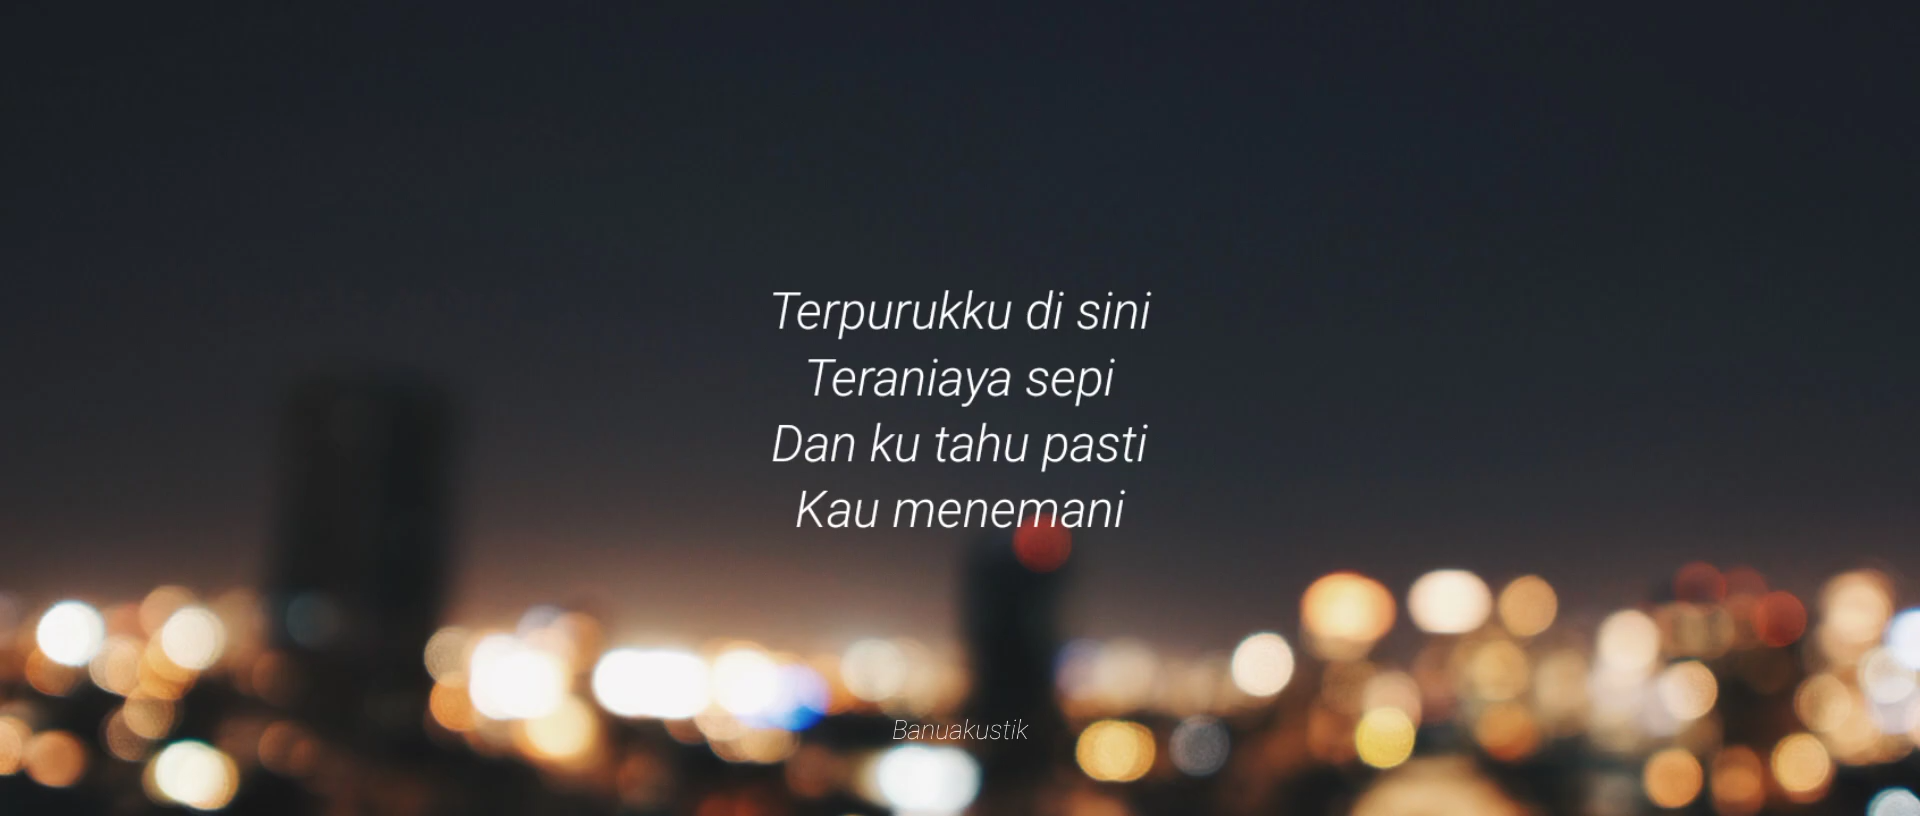 Terpurukku di sini
Teraniaya sepi
Dan ku tahu pasti
Kau menemani
Banuakustik